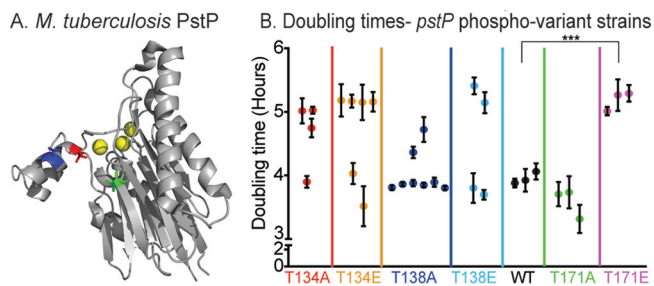 A. M. tuberculosis PstP
B. Doubling times- pstP phospho-variant strains
Doubling time (Hours)
6
5
4
3
2
0
***
T134A T134E T138A T138E WT T171A T171E